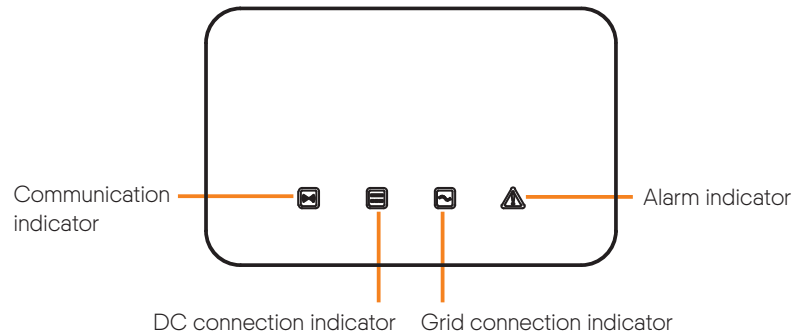 Communication
indicator
Alarm indicator
DC connection indicator
Grid connection indicator